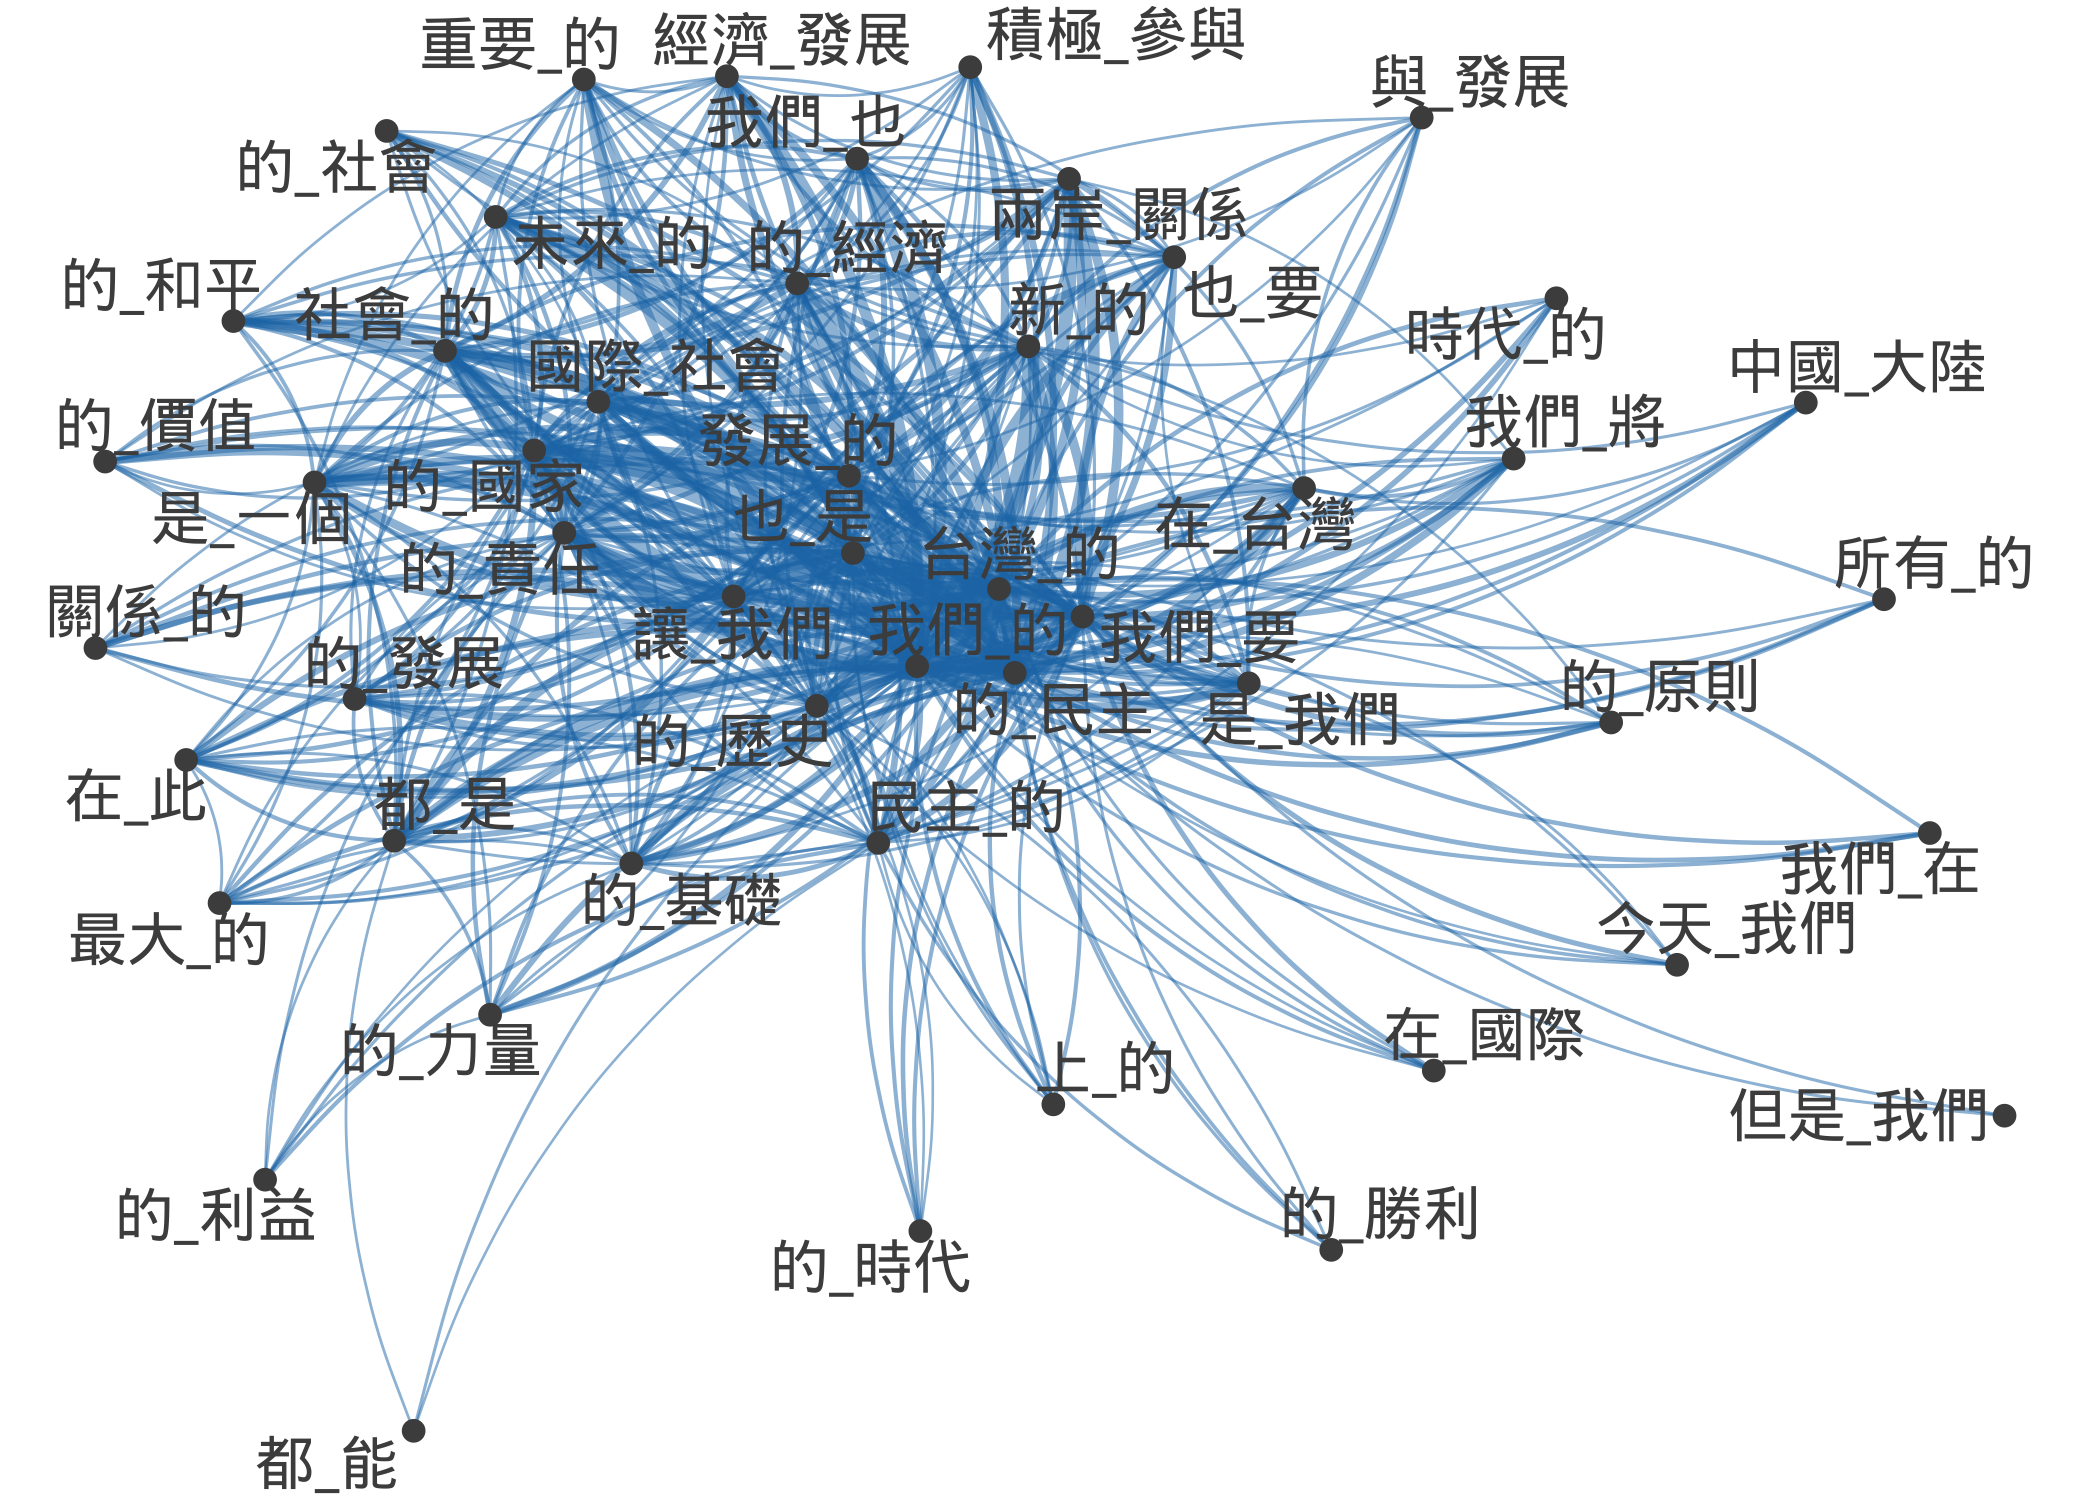 重要_的
經濟_發展
積極_參與
與_發展
我們_也
的_社會
兩岸_關係
未來_的
的_經濟
也_要
的_和平
社會_的
新_的
時代_的
國際_社會
中國_大陸
的_價值
發展_的
我們_將
的_國家
是_一個
也_是
在_台灣
台灣_的
的_責任
所有_的
關係_的
讓_我們
我們_的
我們_要
的_發展
的_民主
是_我們
的_原則
的_歷史
在_此
都_是
民主_的
我們_在
的_基礎
今天_我們
最大_的
的_力量
在_國際
上_的
但是_我們
的_利益
的_勝利
的_時代
都_能